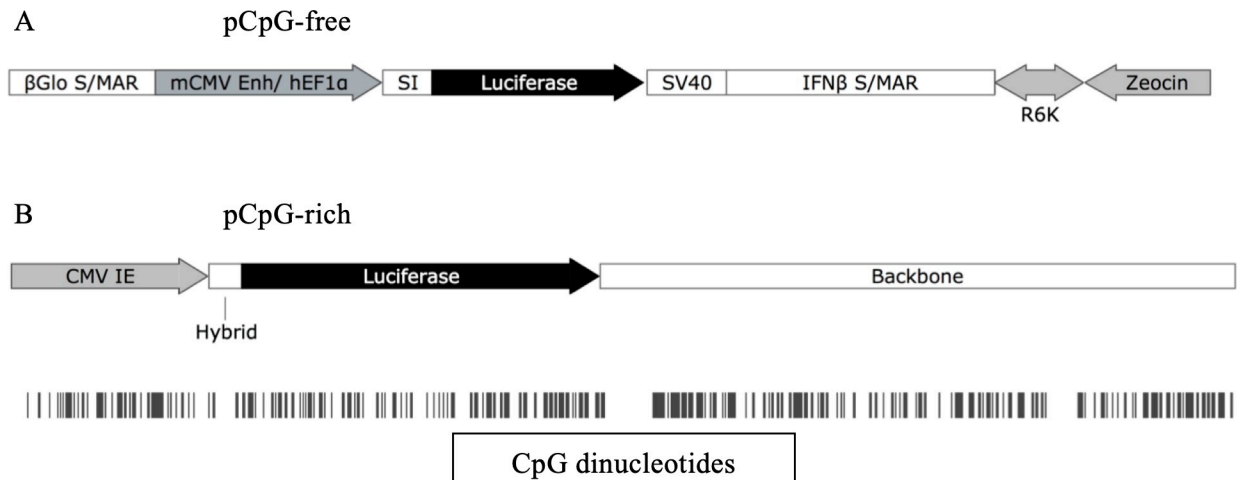 A pCpG-free
βGlo S/MAR mCMV Enh/ hEF1α SI Luciferase SV40 IFNβ S/MAR Zeocin
R6K
B pCpG-rich
CMV IE Luciferase Backbone
Hybrid
CpG dinucleotides